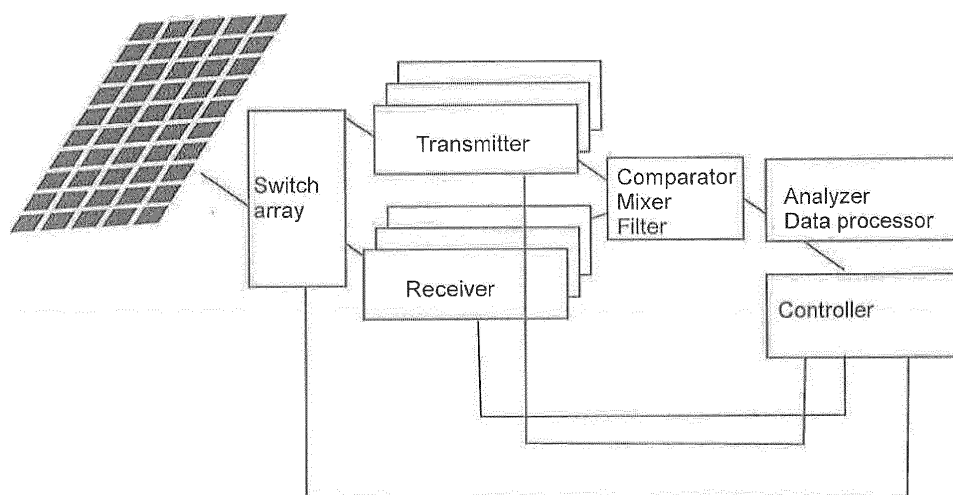 Transmitter
Switch
array
Comparator
Mixer
Filter
Analyzer
Data processor
Receiver
Controller